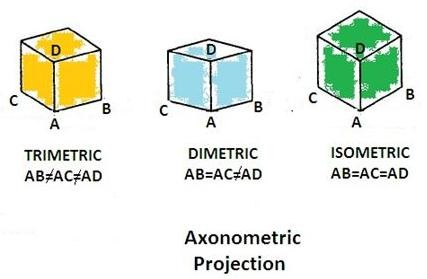 D
C
B
A
TRIMETRIC
AB≠AC≠AD
D
C
B
A
DIMETRIC
AB=AC≠AD
D
C
B
A
ISOMETRIC
AB=AC=AD
Axonometric
Projection